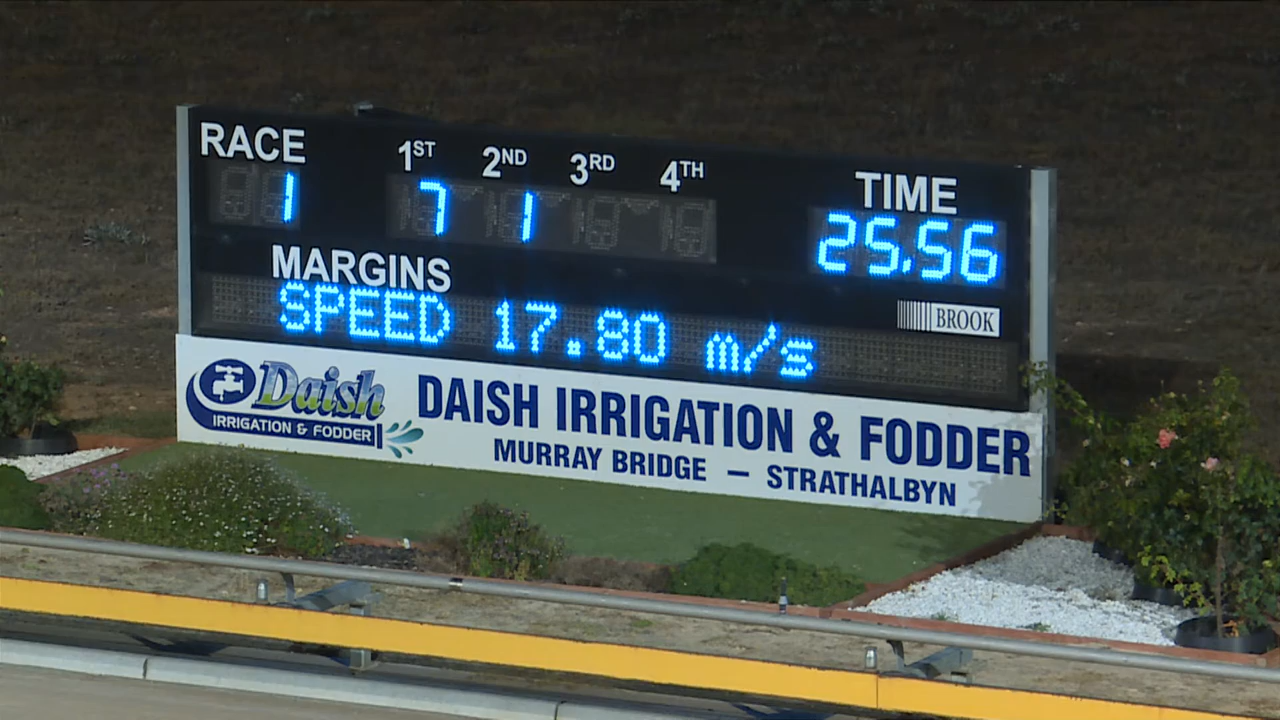 RACE 1ST 2ND 3RD 4TH TIME
1 7 1 25.56
MARGINS
BROOK
SPEED 17.80 m/s
Daish
IRRIGATION & FODDER
DAISH IRRIGATION & FODDER
MURRAY BRIDGE – STRATHALBYN